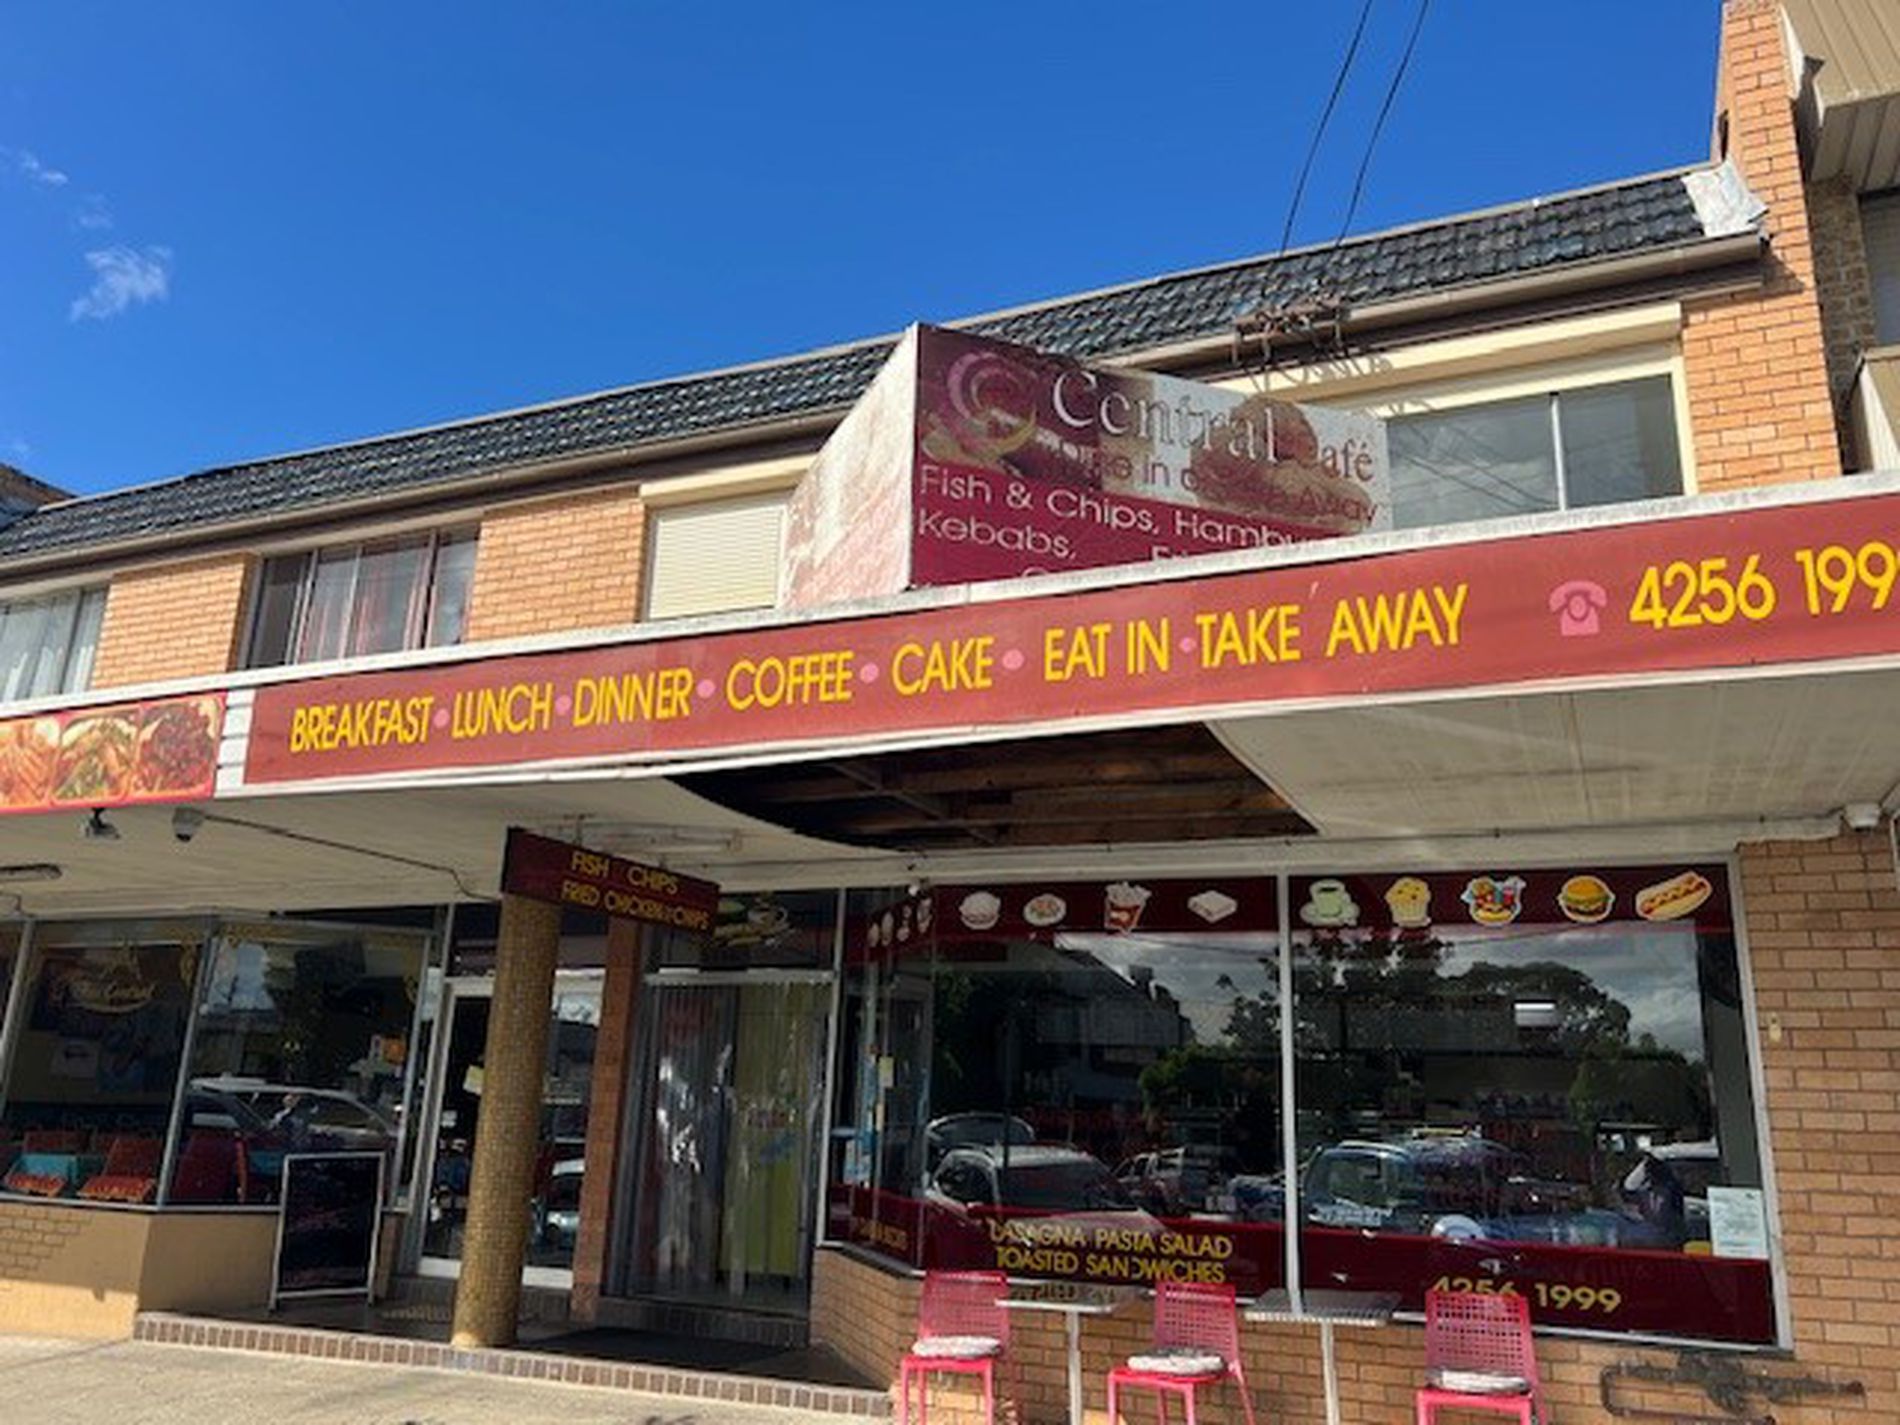 Central Café
Fish & Chips,
Kebabs,
BREAKFAST • LUNCH • DINNER • COFFEE • CAKE • EAT IN • TAKE AWAY 4256 199
FISH CHIPS
FRIED CHICKEN & CHIPS
LASAGNA PASTA SALAD
TOASTED SANDWICHES
4256 1999